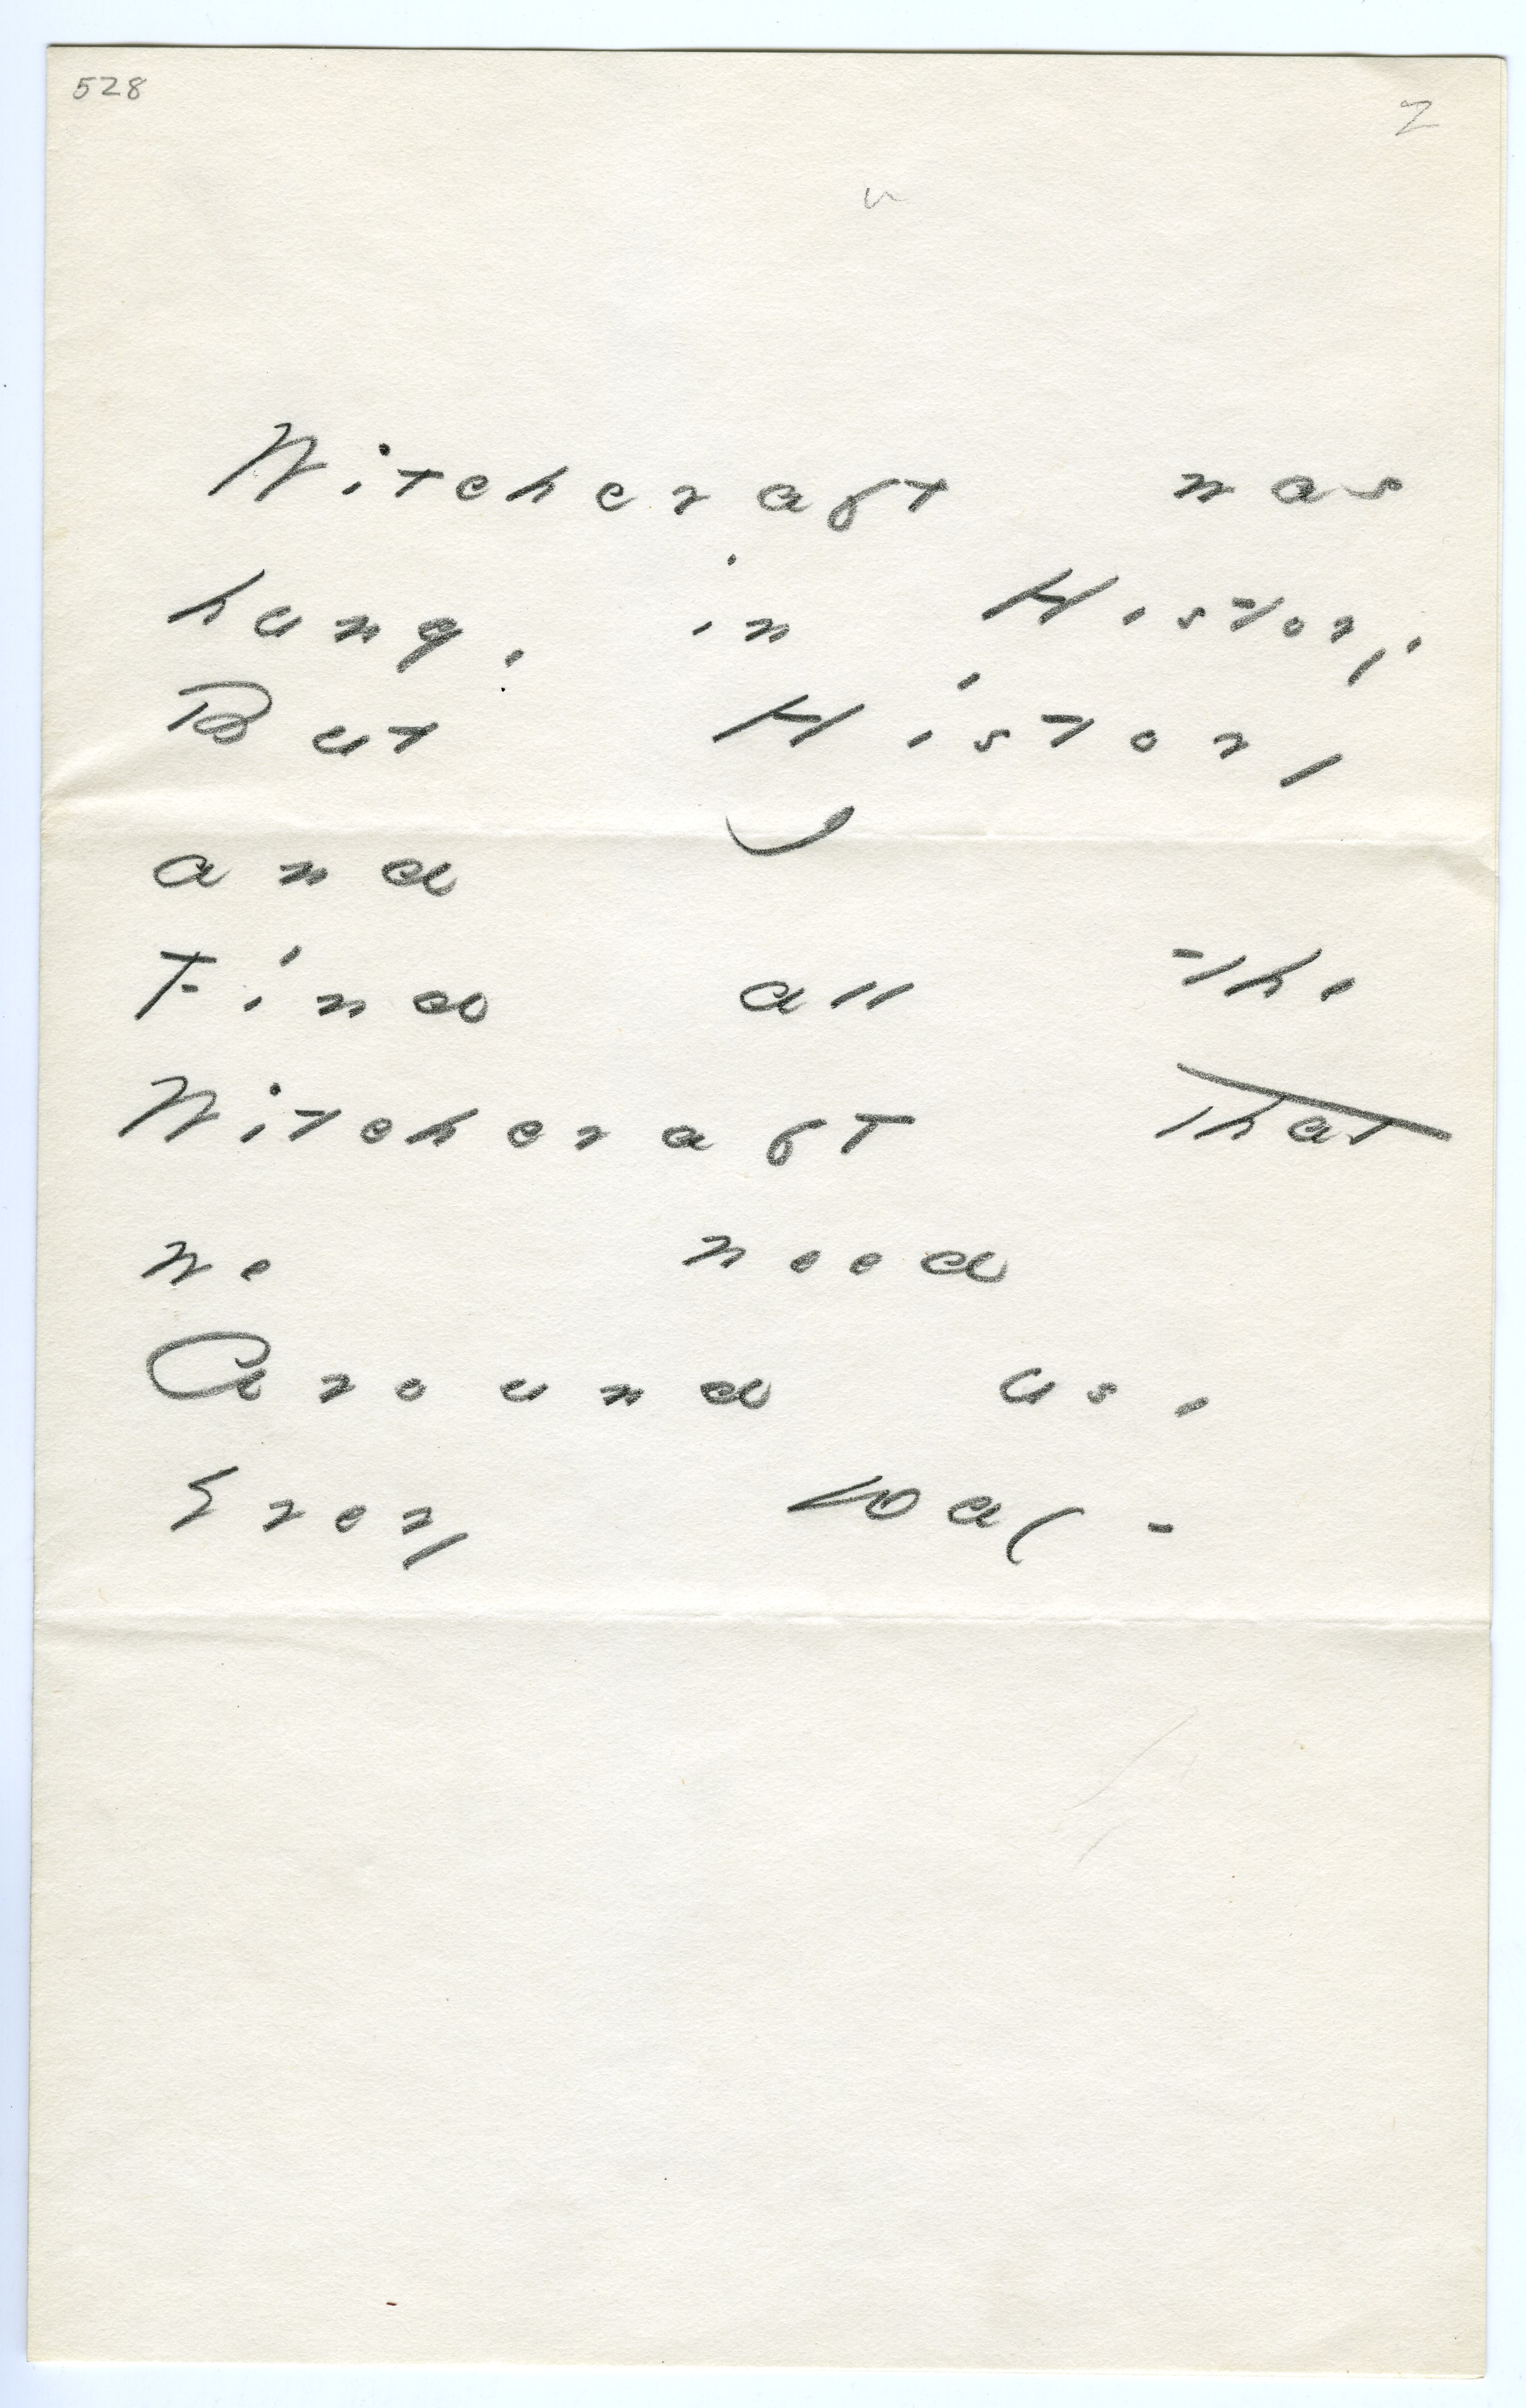 528
2
Witchcraft was
hung, in History,
But History
and I
Find all the
Witchcraft that
we need
Around us,
Every Day -